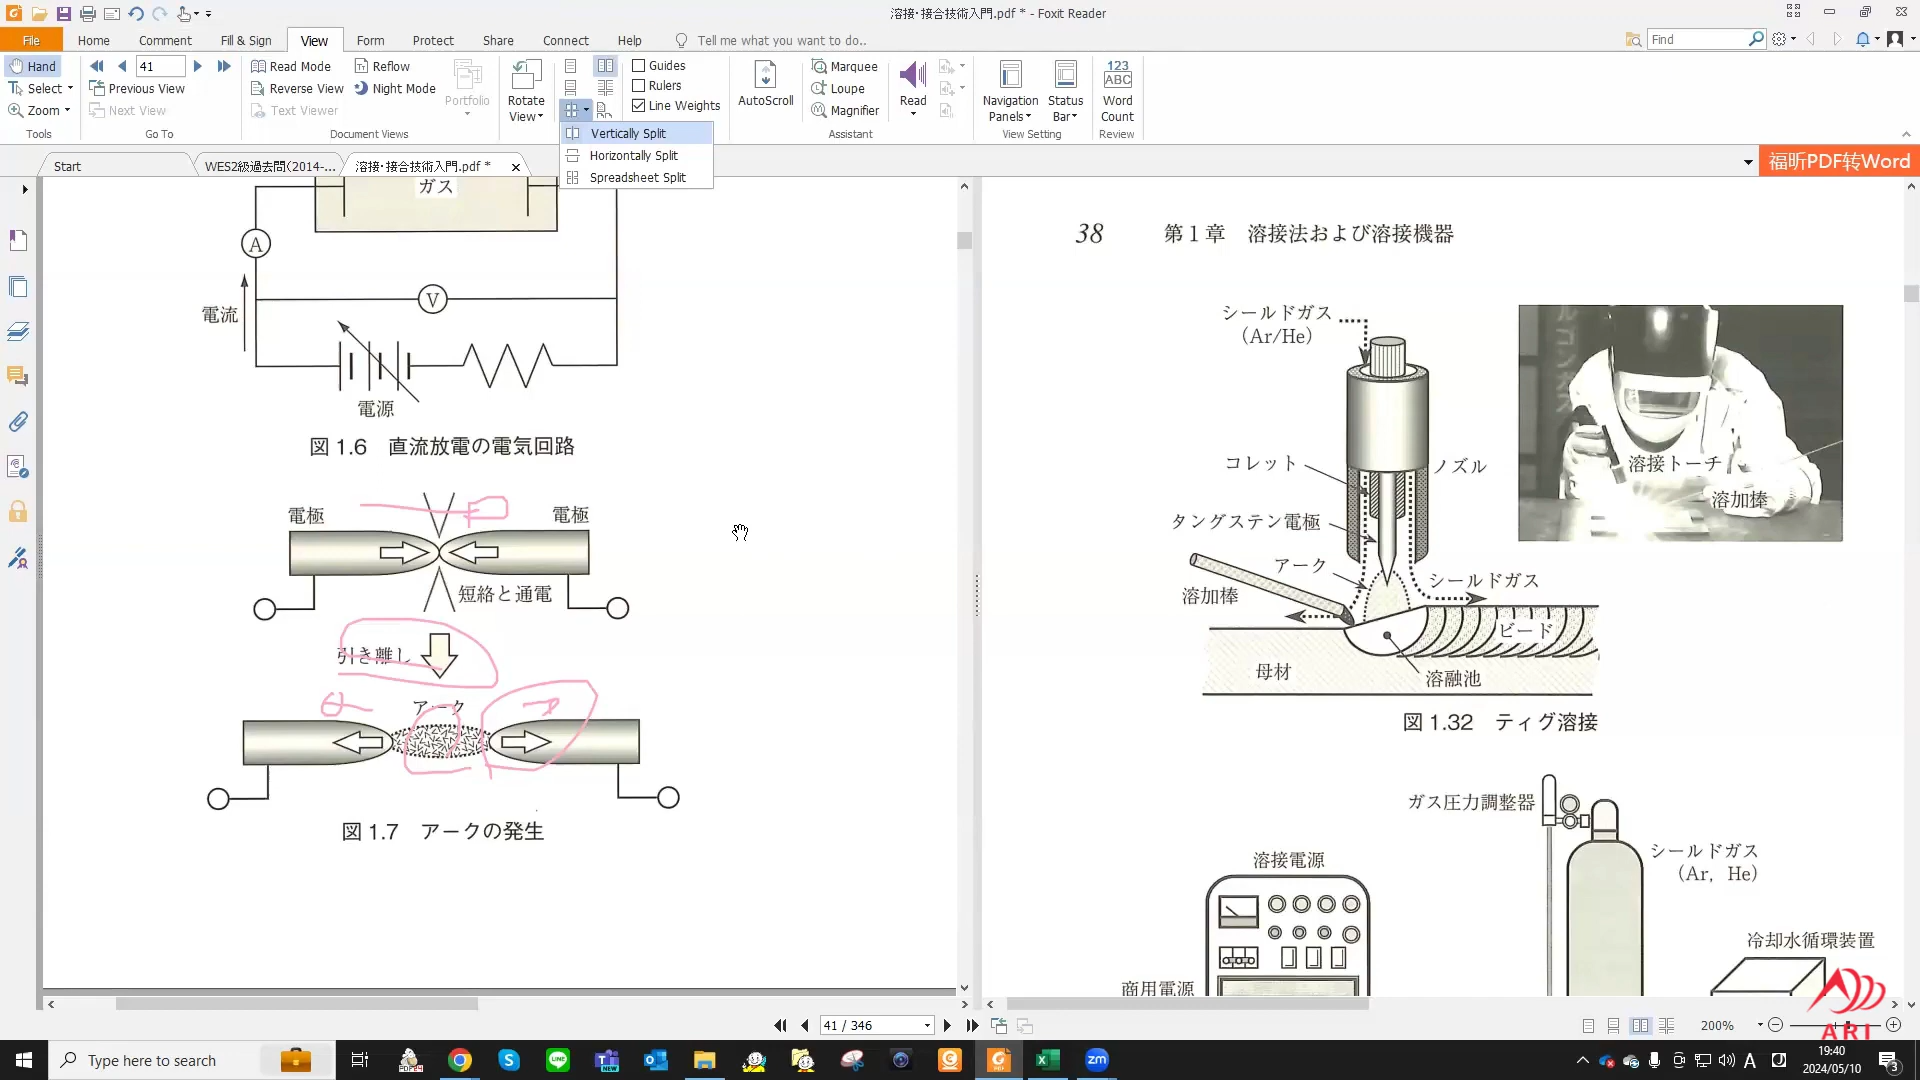 溶接・接合技術入門.pdf * - Foxit Reader
File
Home
Comment
Fill & Sign
View
Form
Protect
Share
Connect
Help
Tell me what you want to do..
Find
Hand
41
Read Mode
Reflow
Guides
Marquee
Select
Previous View
Reverse View
Night Mode
Rulers
Loupe
Zoom
Next View
Text Viewer
Portfolio
Rotate
View
Line Weights
AutoScroll
Magnifier
Read
Navigation
Panels
Status
Bar
123
ABC
Word
Count
Tools
Go To
Document Views
Assistant
View Setting
Review
Vertically Split
Horizontally Split
Spreadsheet Split
Start
WES2級過去問(2014-...
溶接・接合技術入門.pdf *
福昕PDF转Word
ガス
A
電流
V
電源
図 1.6 直流放電の電気回路
電極
電極
短絡と通電
引き離し
アーク
図 1.7 アークの発生
38 第1章 溶接法および溶接機器
シールドガス
(Ar/He)
コレット
ノズル
タングステン電極
アーク
シールドガス
溶加棒
ビード
母材
溶融池
溶接トーチ
溶加棒
図 1.32 ティグ溶接
ガス圧力調整器
シールドガス
(Ar, He)
溶接電源
冷却水循環装置
商用電源
ARI
41 / 346
200%
Type here to search
19:40
2024/05/10
3